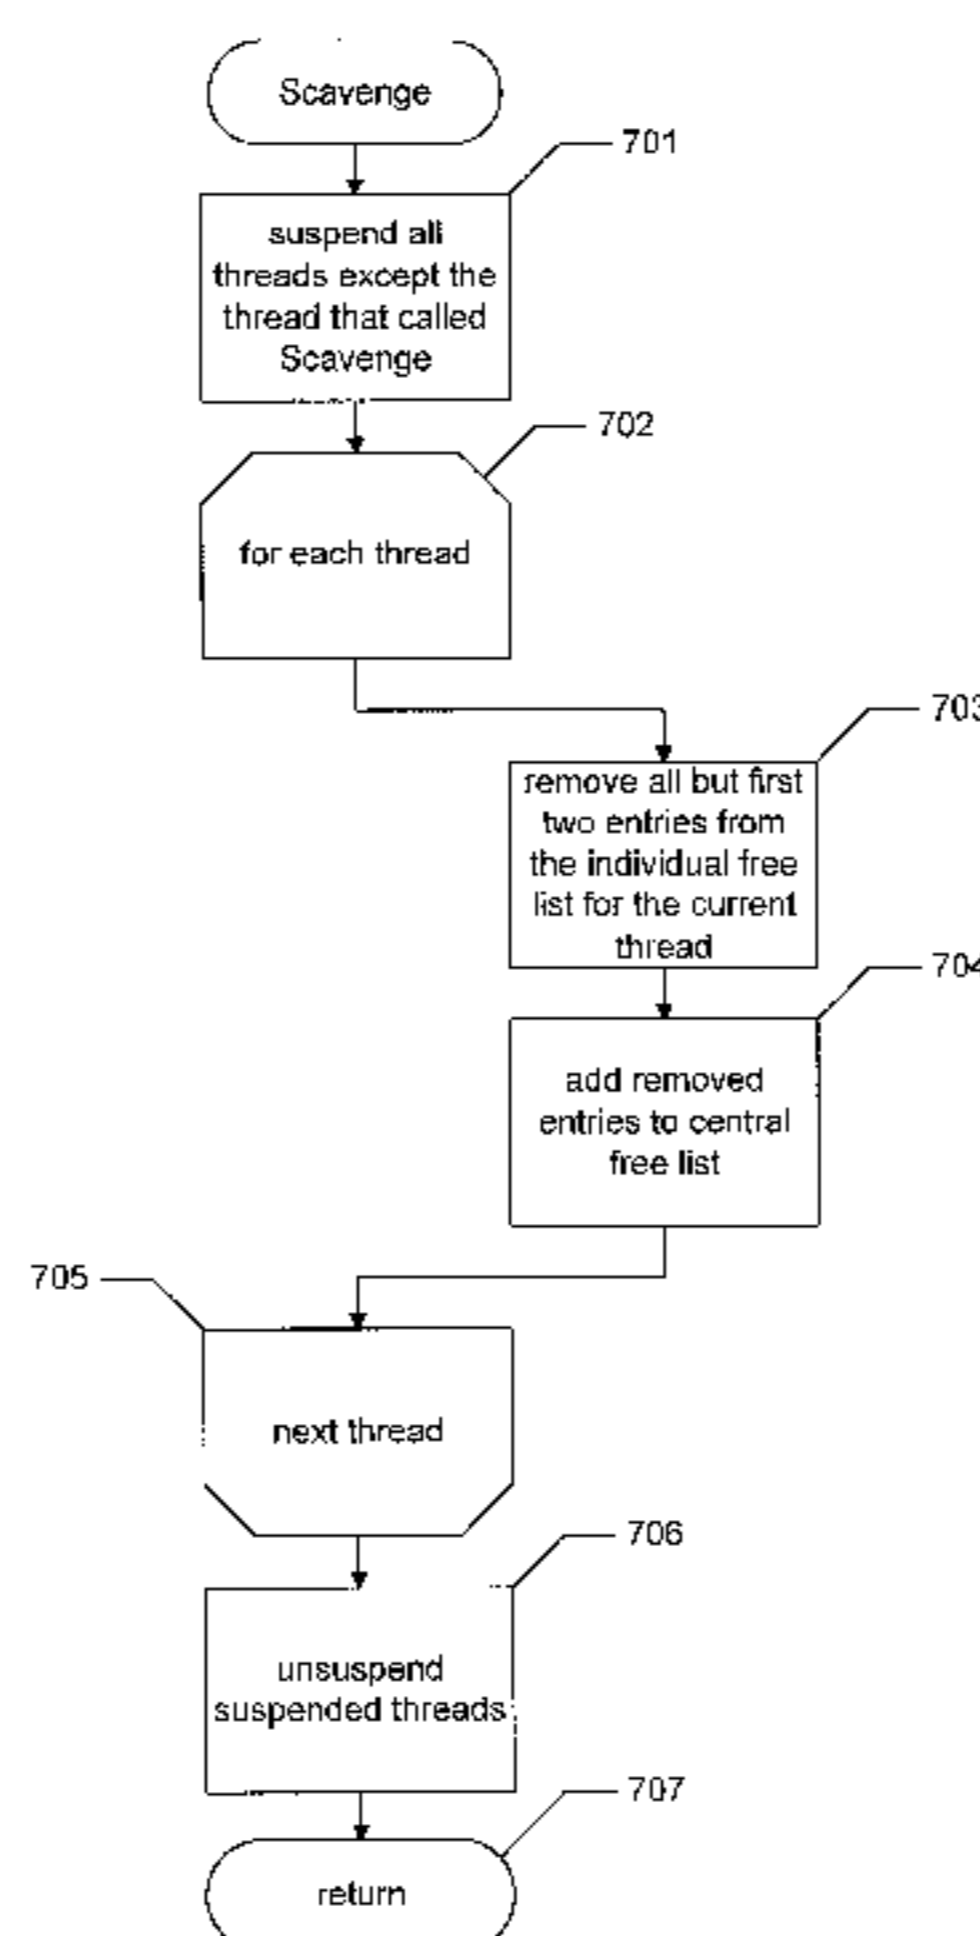 Scavenge
701
suspend all
threads except the
thread that called
Scavenge
702
for each thread
703
remove all but first
two entries from
the individual free
list for the current
thread
704
add removed
entries to central
free list
705
next thread
706
unsuspend
suspended threads
707
return